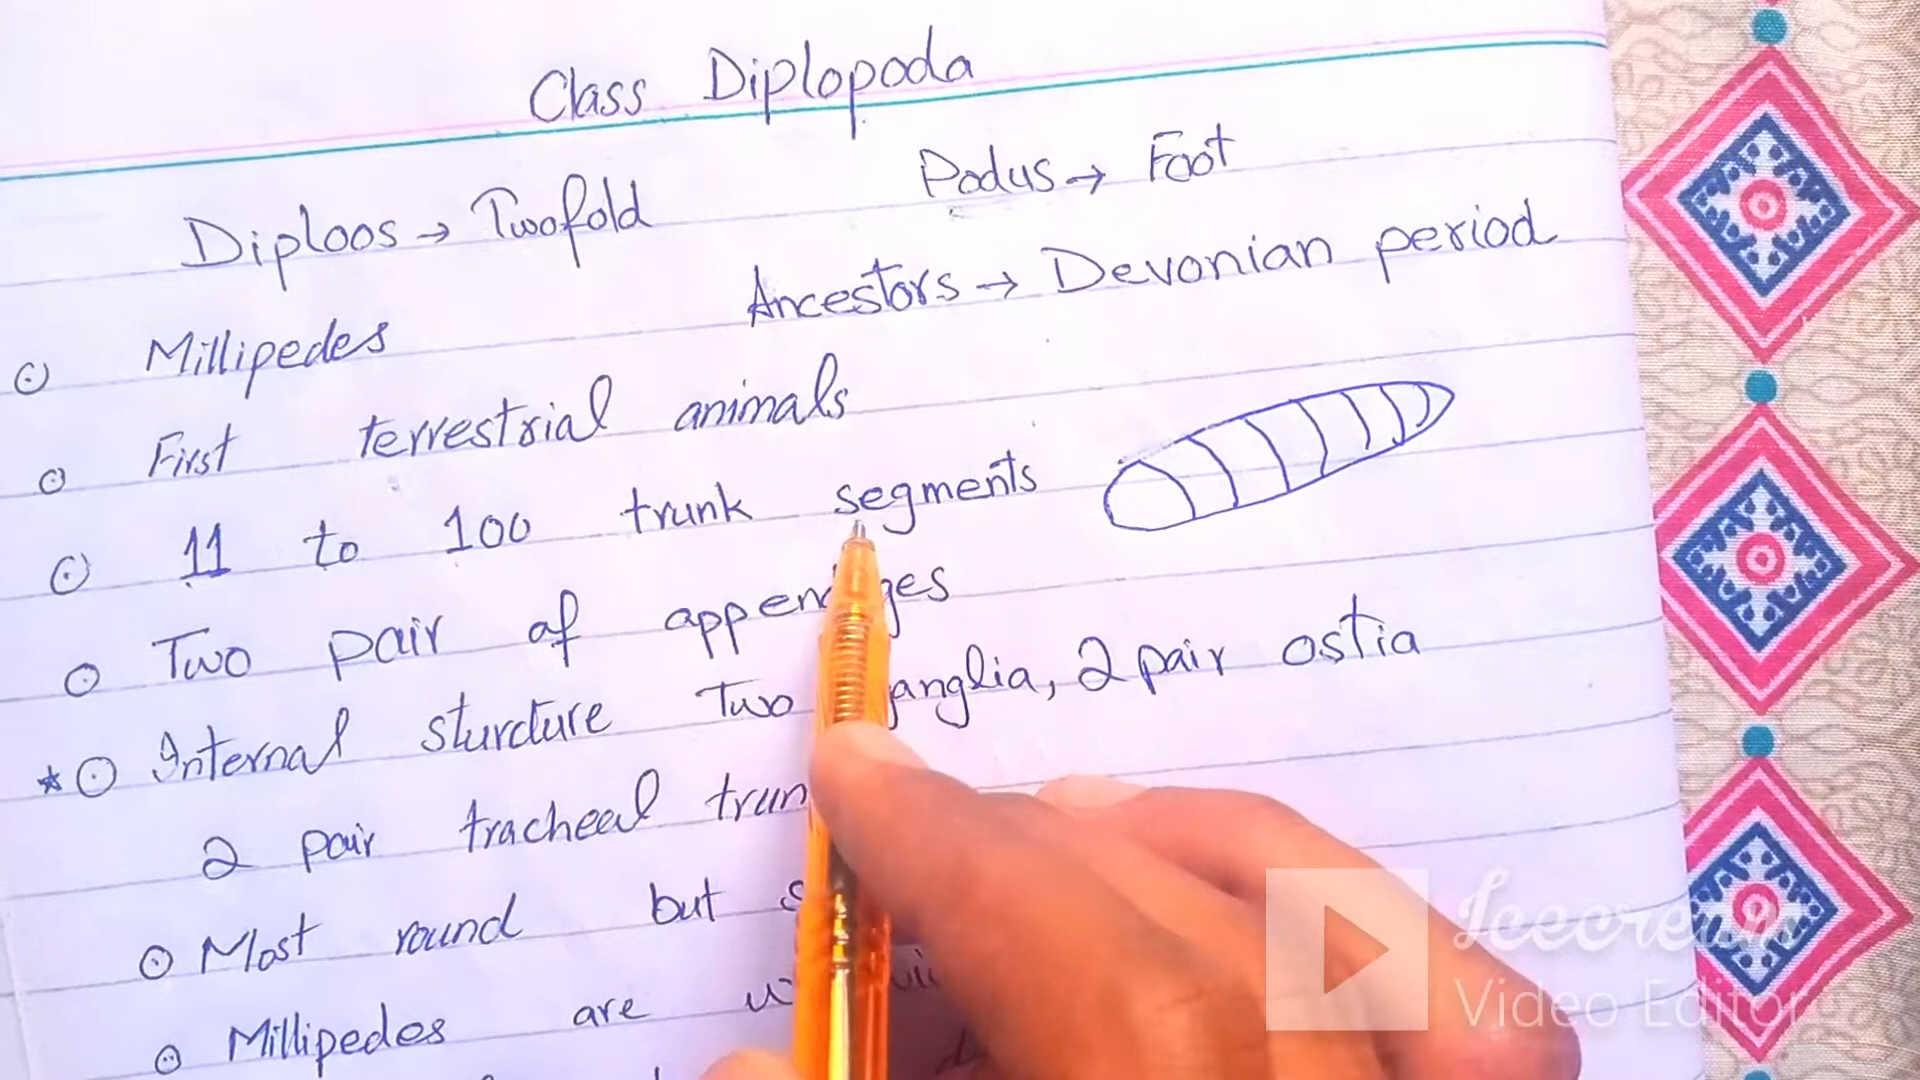 Class Diplopoda
Diploos → Twofold Podus → Foot
Ancestors → Devonian period
Millipedes
First terrestrial animals
11 to 100 trunk segments
Two pair of
Internal sturcture Two 2 pair ostia
2 pair tracheal
Most round but
Millipedes are
Icecream
Video Editor